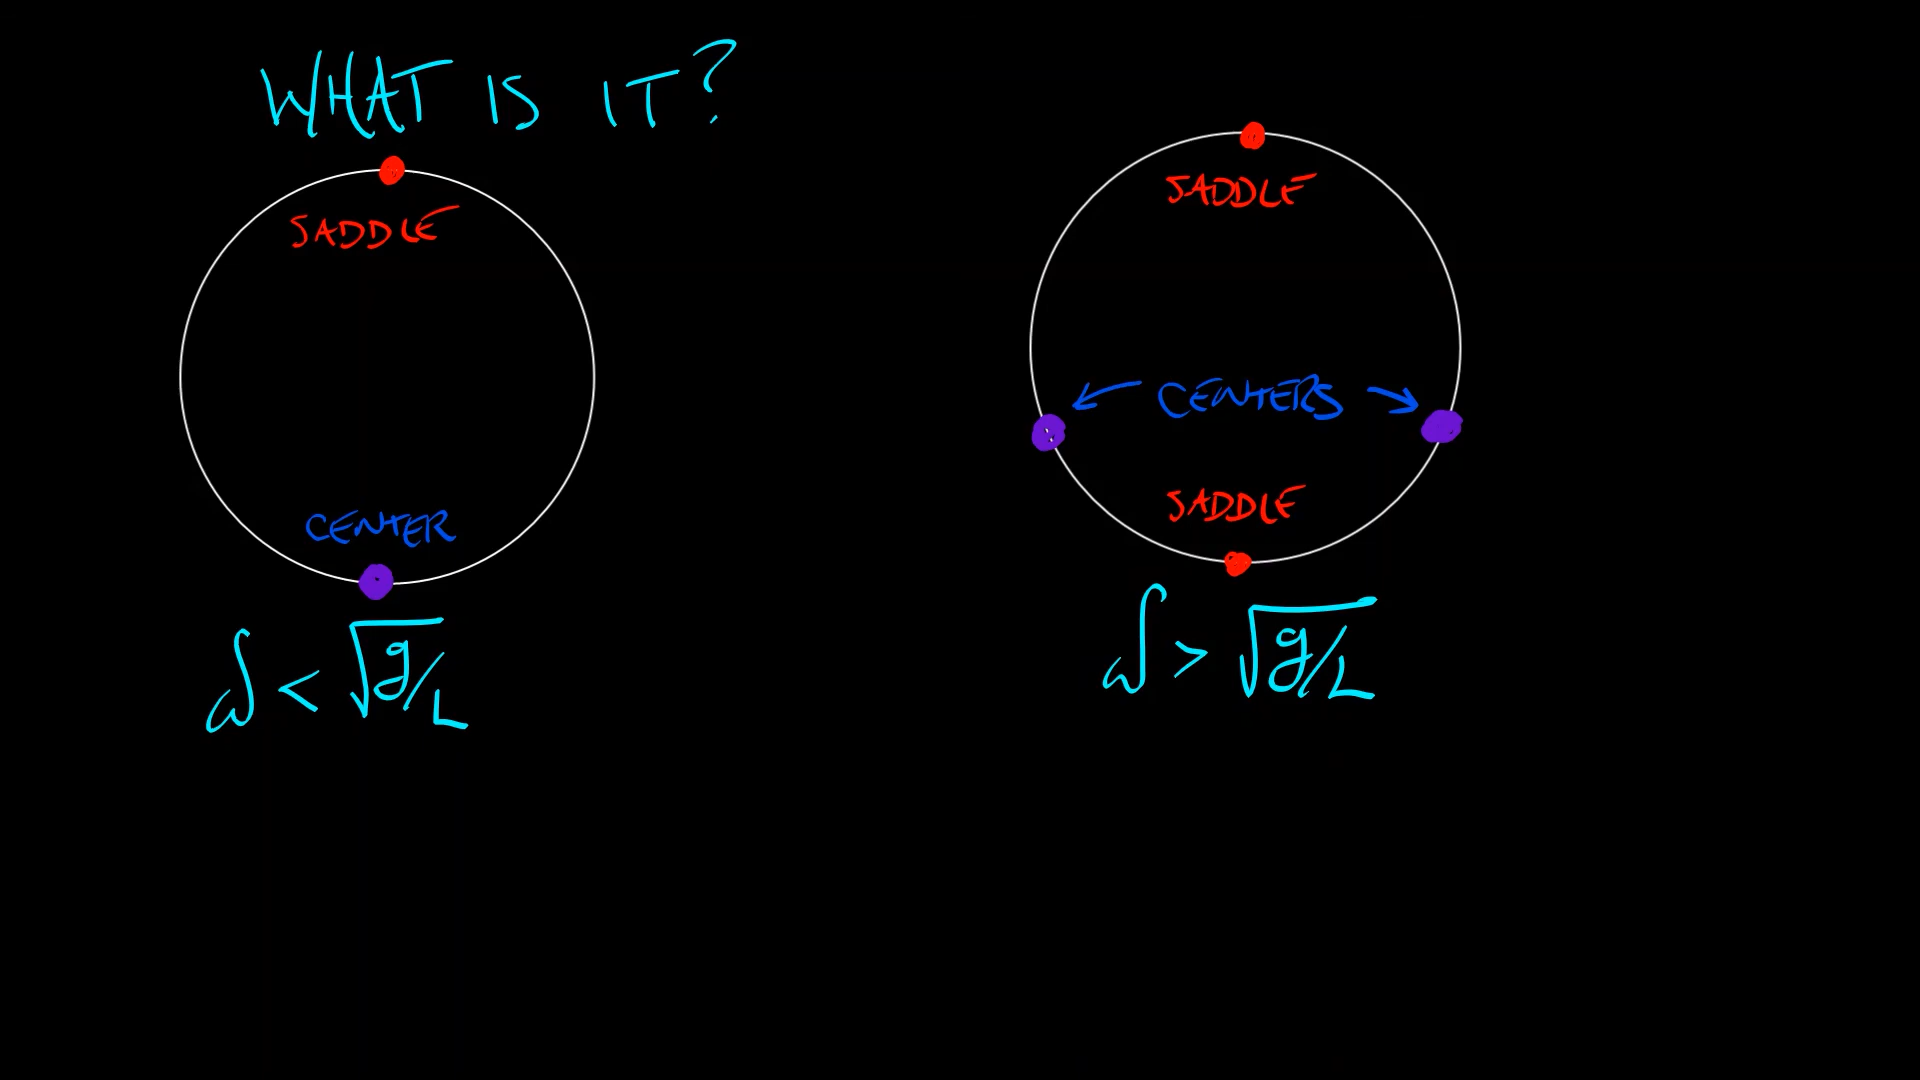 WHAT IS IT?
SADDLE
CENTER
ω < √g/L
SADDLE
← CENTERS →
SADDLE
ω > √g/L